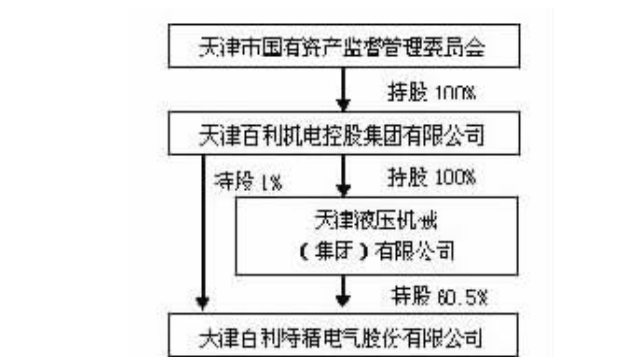 天津市国有资产监督管理委员会
持股 100%
天津百利机电控股集团有限公司
持股 1%
持股 100%
天津液压机械
（集团）有限公司
持股 60.5%
天津百利特精电气股份有限公司